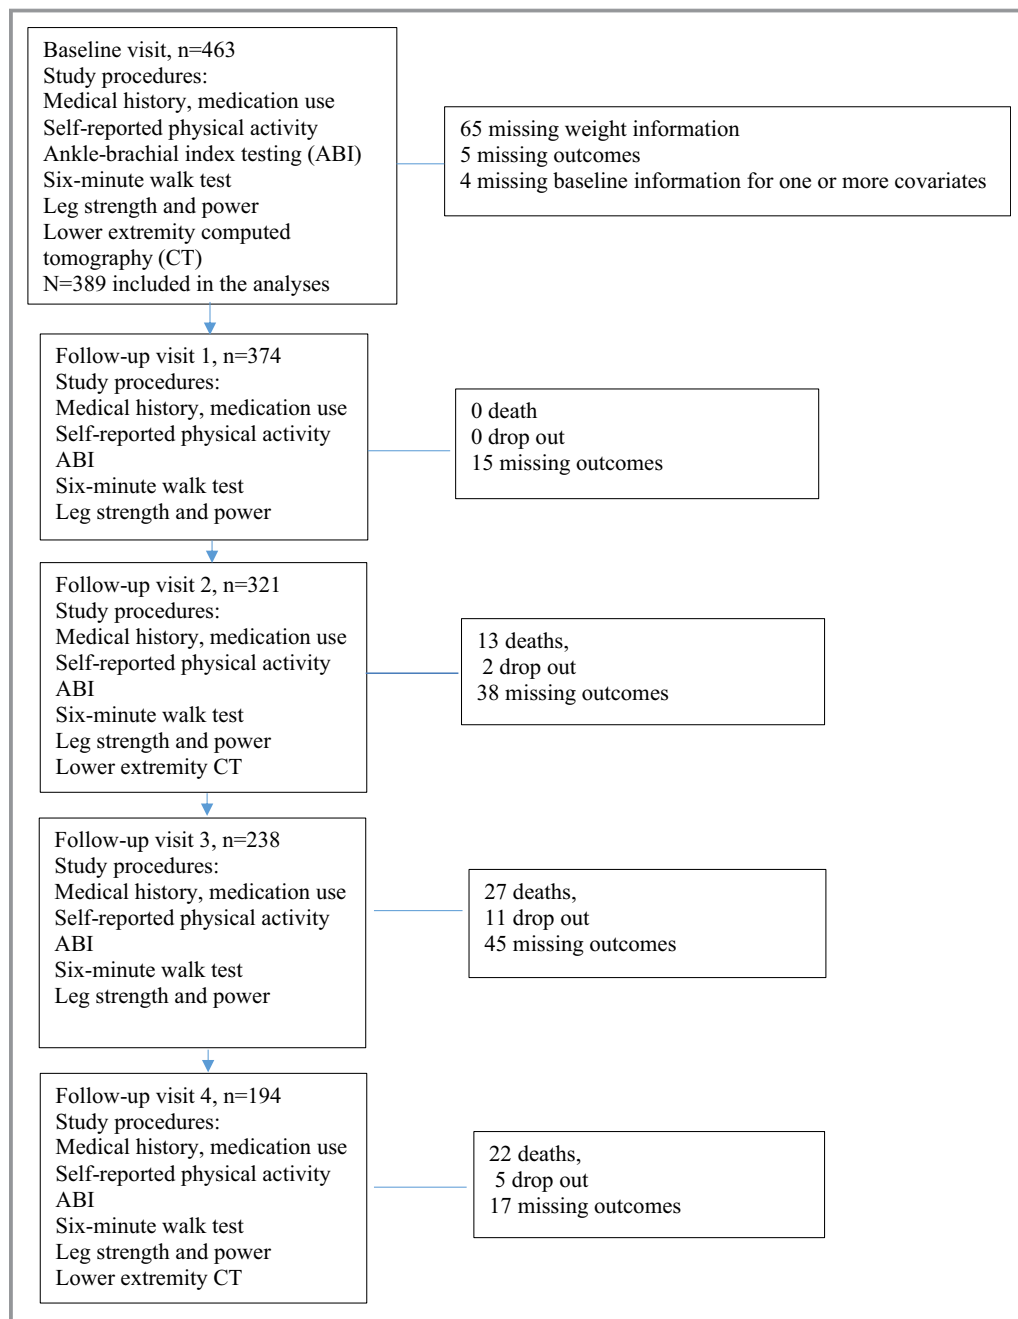 Baseline visit, n=463
Study procedures:
Medical history, medication use
Self-reported physical activity
Ankle-brachial index testing (ABI)
Six-minute walk test
Leg strength and power
Lower extremity computed
tomography (CT)
N=389 included in the analyses
65 missing weight information
5 missing outcomes
4 missing baseline information for one or more covariates
Follow-up visit 1, n=374
Study procedures:
Medical history, medication use
Self-reported physical activity
ABI
Six-minute walk test
Leg strength and power
0 death
0 drop out
15 missing outcomes
Follow-up visit 2, n=321
Study procedures:
Medical history, medication use
Self-reported physical activity
ABI
Six-minute walk test
Leg strength and power
Lower extremity CT
13 deaths,
2 drop out
38 missing outcomes
Follow-up visit 3, n=238
Study procedures:
Medical history, medication use
Self-reported physical activity
ABI
Six-minute walk test
Leg strength and power
27 deaths,
11 drop out
45 missing outcomes
Follow-up visit 4, n=194
Study procedures:
Medical history, medication use
Self-reported physical activity
ABI
Six-minute walk test
Leg strength and power
Lower extremity CT
22 deaths,
5 drop out
17 missing outcomes